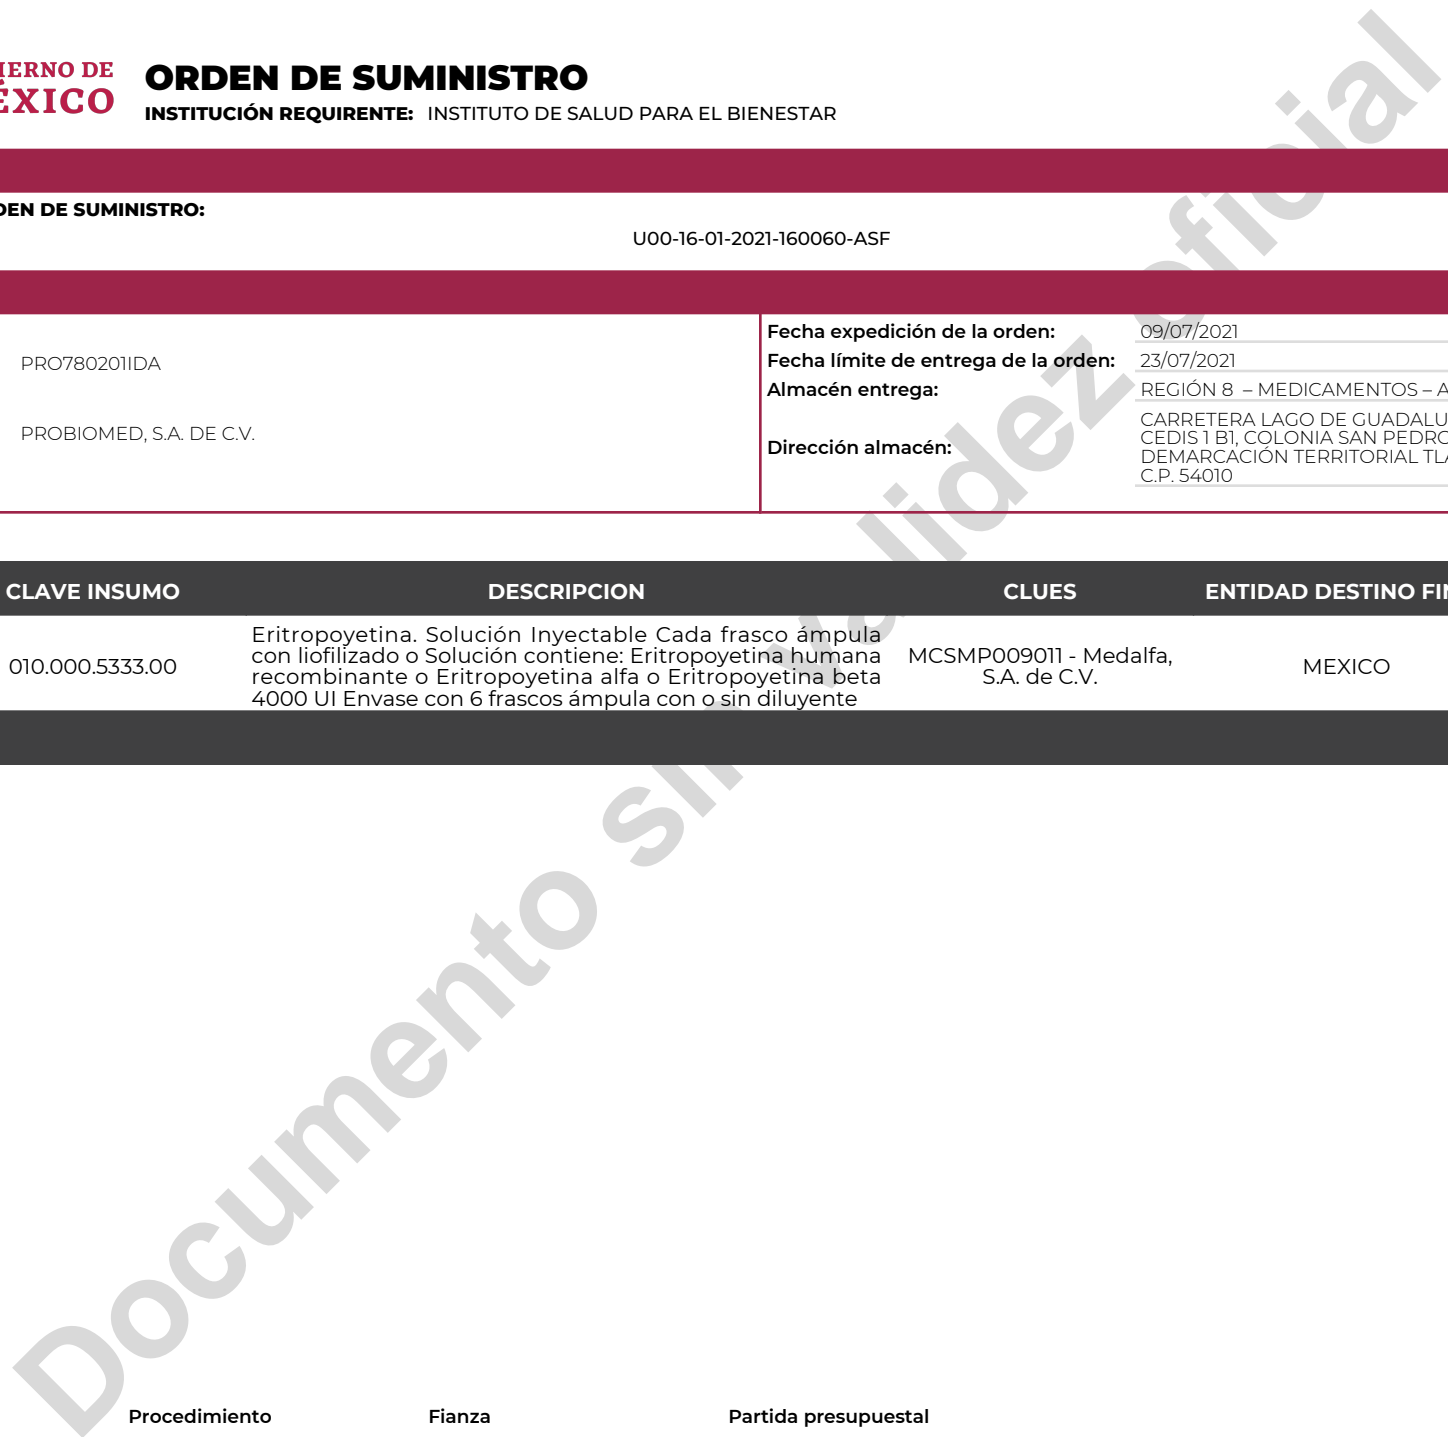 IERNO DE
ÉXICO
ORDEN DE SUMINISTRO
INSTITUCIÓN REQUIRENTE: INSTITUTO DE SALUD PARA EL BIENESTAR
DEN DE SUMINISTRO:
U00-16-01-2021-160060-ASF
PRO780201IDA
PROBIOMED, S.A. DE C.V.
Fecha expedición de la orden: 09/07/2021
Fecha límite de entrega de la orden: 23/07/2021
Almacén entrega: REGIÓN 8 – MEDICAMENTOS – A
Dirección almacén:
CARRETERA LAGO DE GUADALU
CEDIS 1 B1, COLONIA SAN PEDRO
DEMARCACIÓN TERRITORIAL TLA
C.P. 54010
CLAVE INSUMO DESCRIPCION CLUES ENTIDAD DESTINO FIN
010.000.5333.00
Eritropoyetina. Solución Inyectable Cada frasco ámpula
con liofilizado o Solución contiene: Eritropoyetina humana
recombinante o Eritropoyetina alfa o Eritropoyetina beta
4000 UI Envase con 6 frascos ámpula con o sin diluyente
MCSMP009011 - Medalfa,
S.A. de C.V.
MEXICO
Documento sin validez oficial
Procedimiento Fianza Partida presupuestal